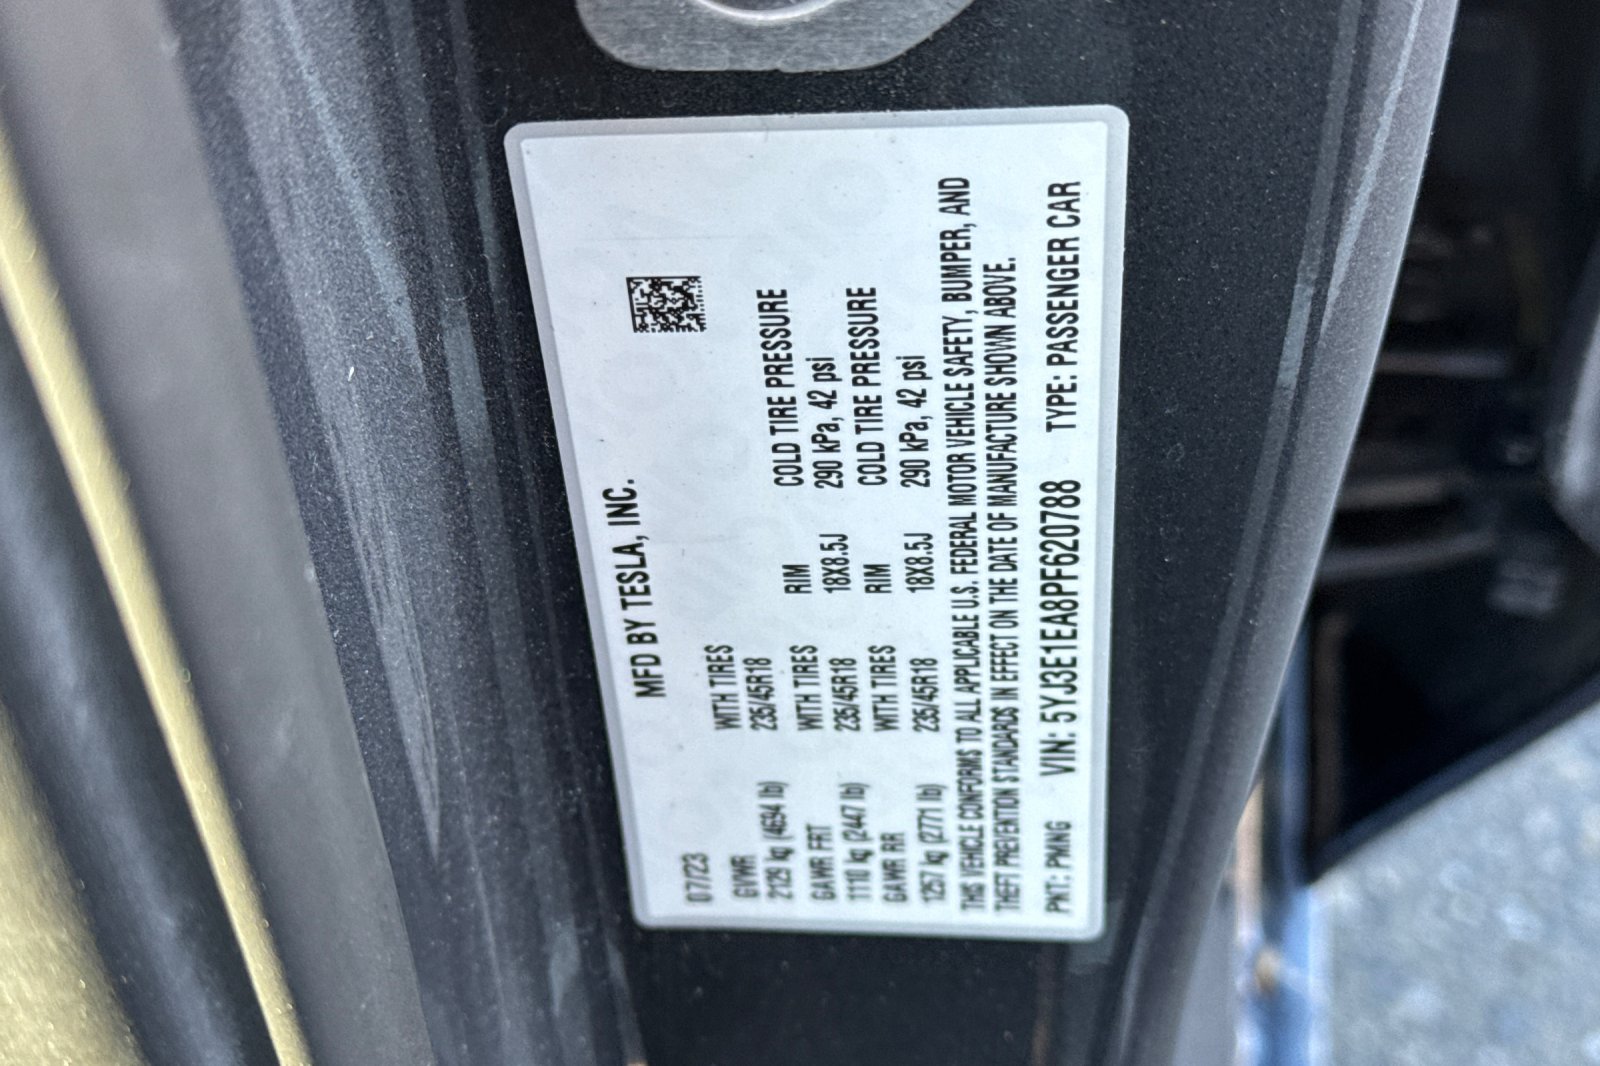 MFD BY TESLA, INC.
07/23
GVWR WITH TIRES RIM COLD TIRE PRESSURE
2129 kg (4694 lb) 235/45R18 18X8.5J 290 kPa, 42 psi
GAWR FRT WITH TIRES RIM COLD TIRE PRESSURE
1110 kg (2447 lb) 235/45R18 18X8.5J 290 kPa, 42 psi
GAWR RR WITH TIRES
1257 kg (2771 lb) 235/45R18
THIS VEHICLE CONFORMS TO ALL APPLICABLE U.S. FEDERAL MOTOR VEHICLE SAFETY, BUMPER, AND
THEFT PREVENTION STANDARDS IN EFFECT ON THE DATE OF MANUFACTURE SHOWN ABOVE.
PKT: PMNG VIN: 5YJ3E1EA8PF620788 TYPE: PASSENGER CAR